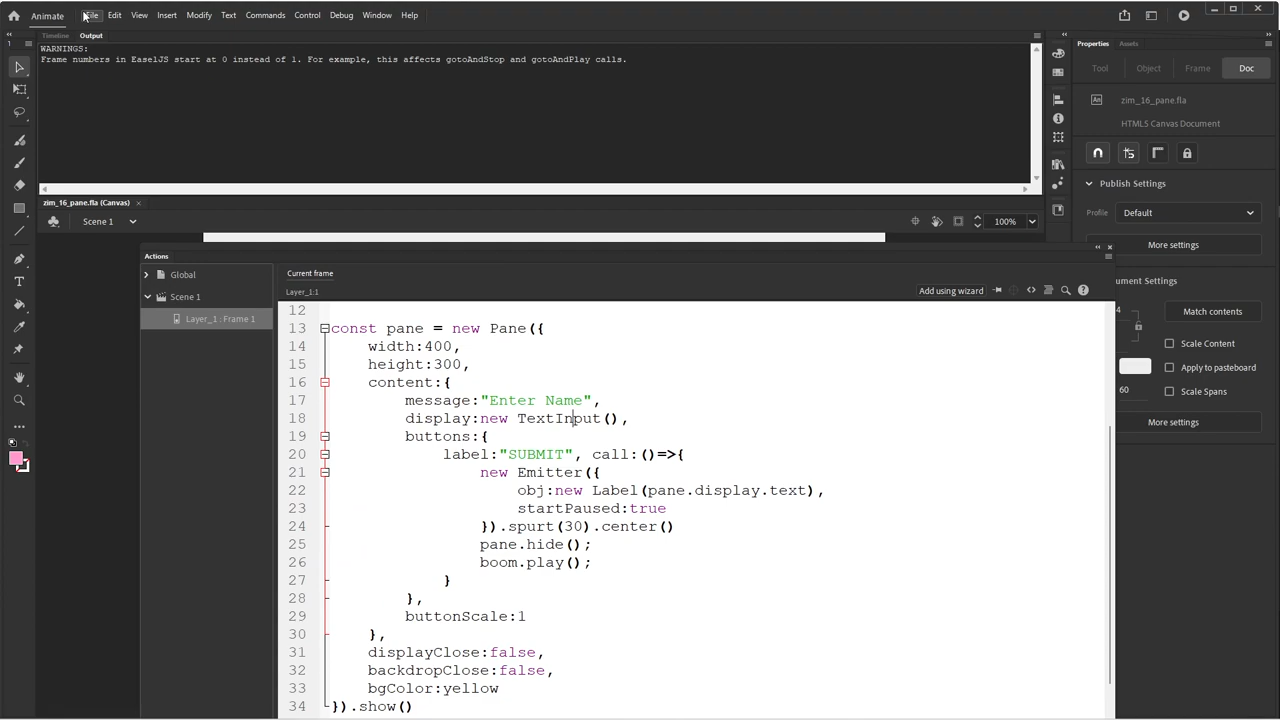 Animate File Edit View Insert Modify Text Commands Control Debug Window Help
Timeline Output
WARNINGS:
Frame numbers in EaselJS start at 0 instead of 1. For example, this affects gotoAndStop and gotoAndPlay calls.
Properties Assets
Tool Object Frame Doc
zim_16_pane.fla
HTML5 Canvas Document
Publish Settings
Profile Default
More settings
zim_16_pane.fla (Canvas)
Scene 1 100%
Actions
Global
Scene 1
Layer_1 : Frame 1
Current frame
Layer_1:1 Add using wizard
12
13 const pane = new Pane({
14 width:400,
15 height:300,
16 content:{
17 message:"Enter Name",
18 display:new TextInput(),
19 buttons:{
20 label:"SUBMIT", call:()=>{
21 new Emitter({
22 obj:new Label(pane.display.text),
23 startPaused:true
24 }).spurt(30).center()
25 pane.hide();
26 boom.play();
27 }
28 },
29 buttonScale:1
30 },
31 displayClose:false,
32 backdropClose:false,
33 bgColor:yellow
34 }).show()
ument Settings
4 Match contents
Scale Content
Apply to pasteboard
60 Scale Spans
More settings